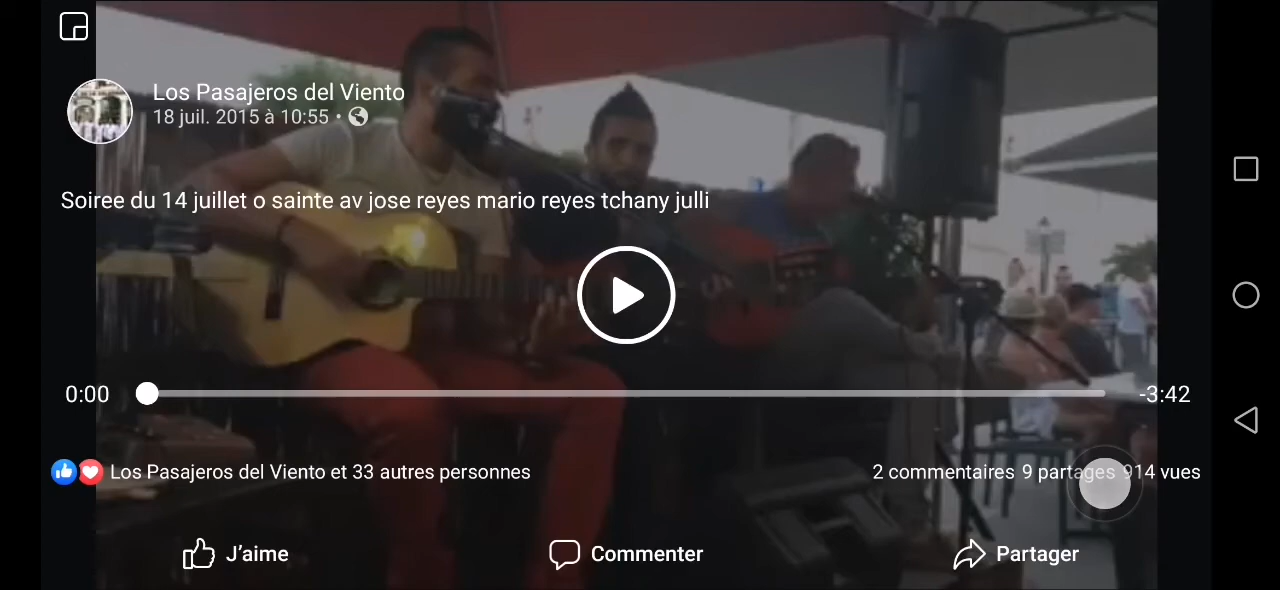 Los Pasajeros del Viento
18 juil. 2015 à 10:55 •
Soiree du 14 juillet o sainte av jose reyes mario reyes tchany julli
0:00
-3:42
Los Pasajeros del Viento et 33 autres personnes
2 commentaires 9 partages 914 vues
J’aime
Commenter
Partager